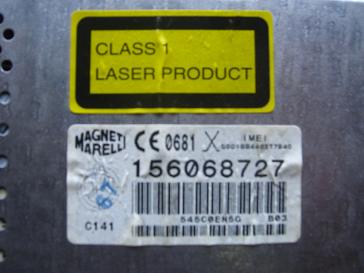 CLASS 1
LASER PRODUCT
MAGNETI MARELLI CE 0681 IMEI
156068727
C141 B03